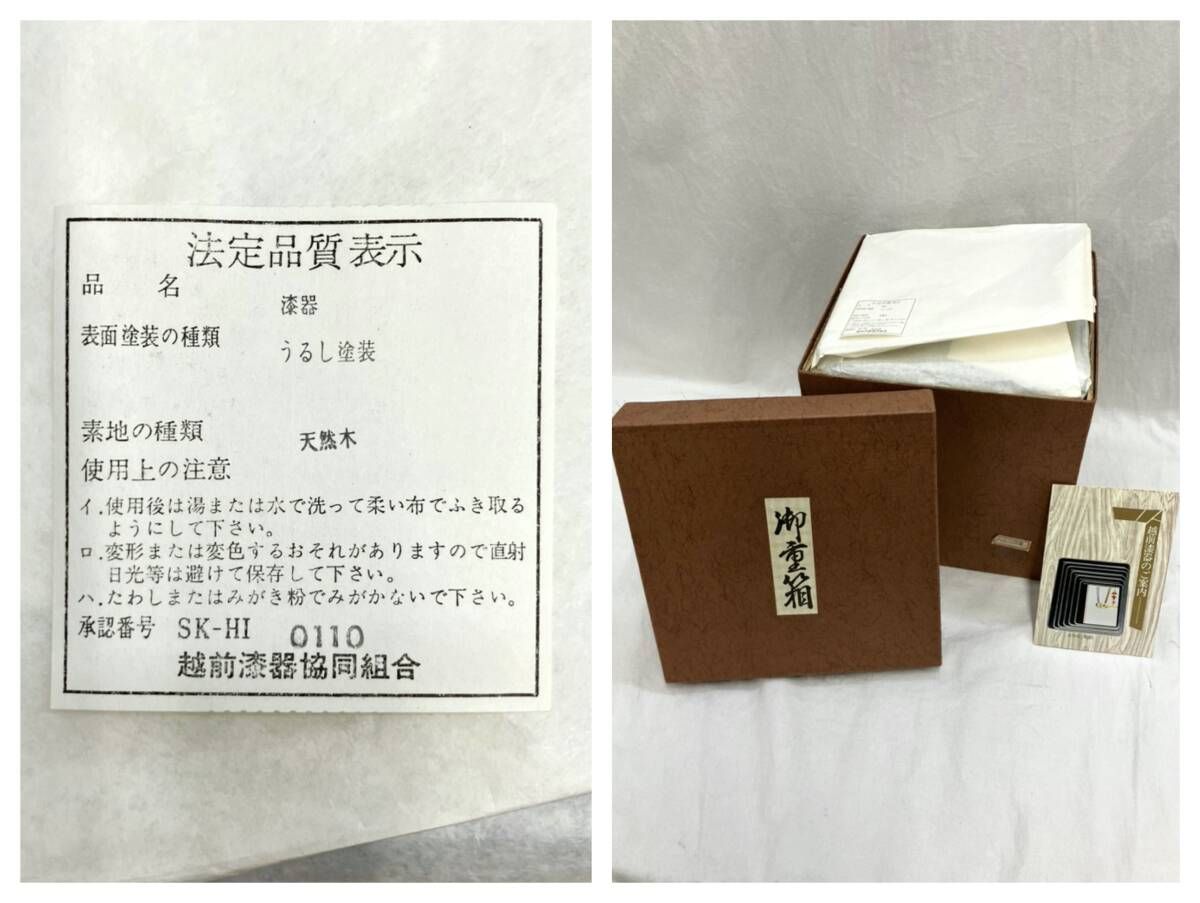 法定品質表示
品 名 漆器
表面塗装の種類 うるし塗装
素地の種類 天然木
使用上の注意
イ.使用後は湯または水で洗って柔い布でふき取る
ようにして下さい。
ロ.変形または変色するおそれがありますので直射
日光等は避けて保存して下さい。
ハ.たわしまたはみがき粉でみがかないで下さい。
承認番号 SK-HI 0110
越前漆器協同組合
御重箱
越前漆器のご案内